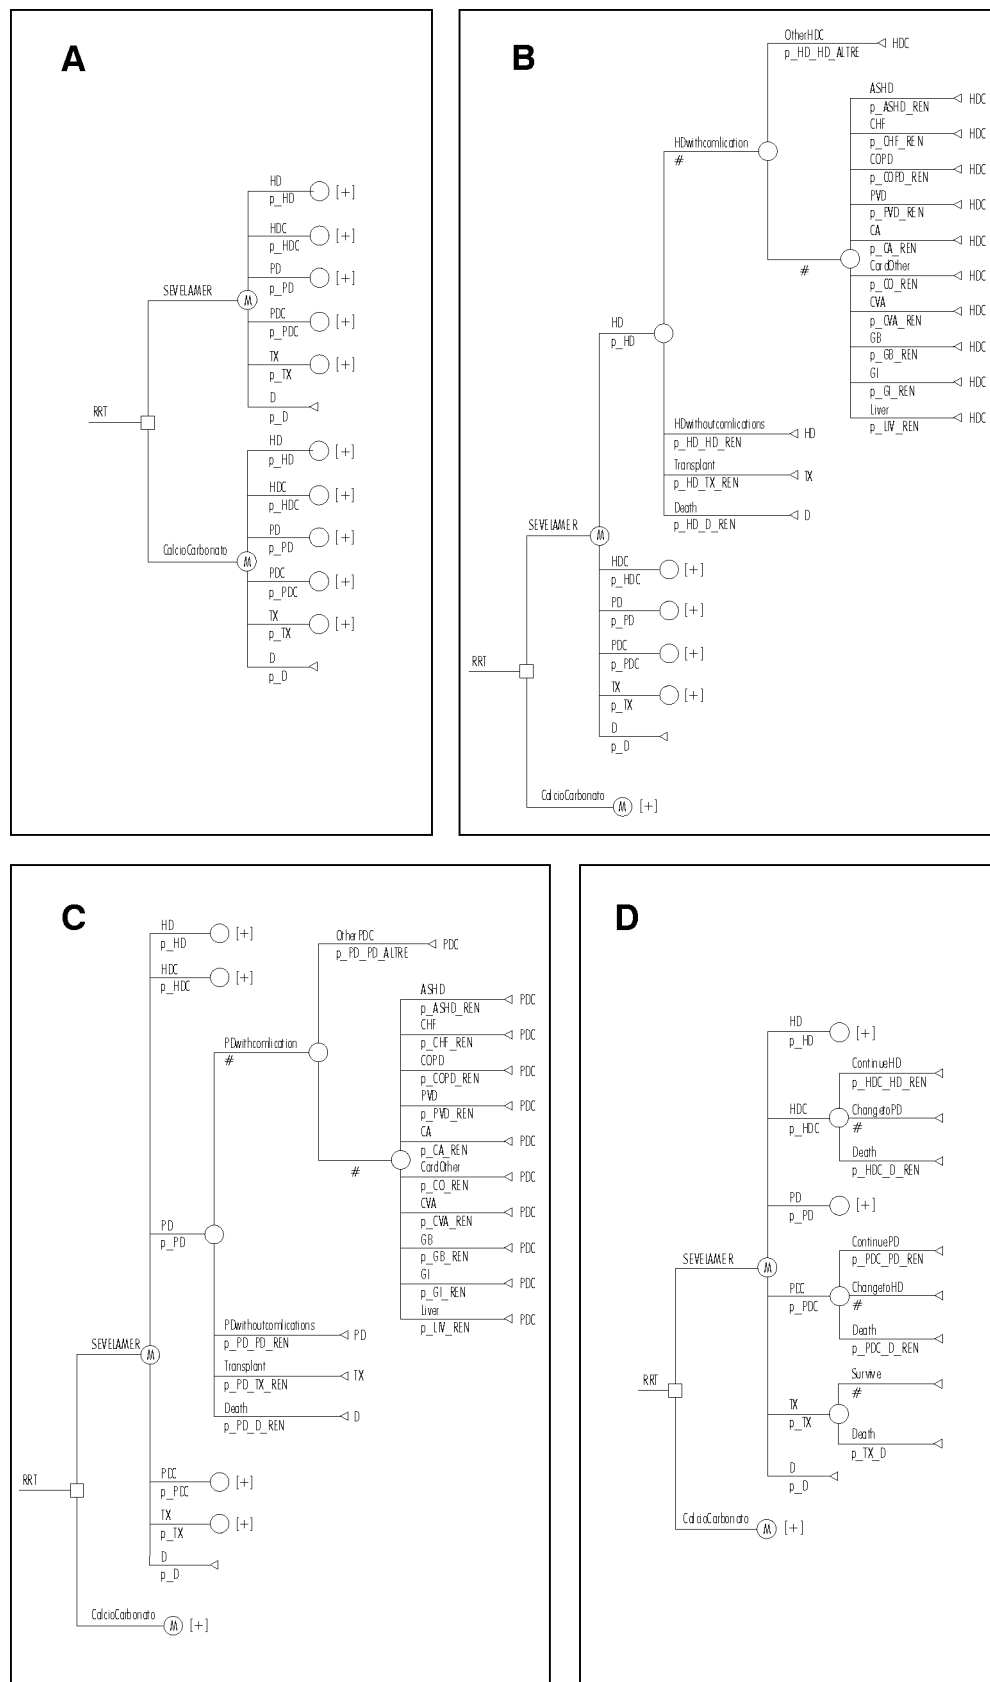 A
HD
p_HD
[+]
HDC
p_HDC
[+]
PD
p_PD
[+]
SEVELAMER
M
PDC
p_PDC
[+]
TX
p_TX
[+]
D
p_D
RRT
HD
p_HD
[+]
HDC
p_HDC
[+]
PD
p_PD
[+]
CalcioCarbonato
M
PDC
p_PDC
[+]
TX
p_TX
[+]
D
p_D
B
OtherHDC
p_HD_HD_ALTRE
HDC
ASHD
p_ASHD_REN
HDC
CHF
p_CHF_REN
HDC
HDwithcomlication
#
COPD
p_COPD_REN
HDC
PVD
p_PVD_REN
HDC
CA
p_CA_REN
HDC
#
CardOther
p_CO_REN
HDC
CVA
p_CVA_REN
HDC
HD
p_HD
GB
p_GB_REN
HDC
GI
p_GI_REN
HDC
Liver
p_LIV_REN
HDC
HDwithoutcomlications
p_HD_HD_REN
HD
Transplant
p_HD_TX_REN
TX
Death
p_HD_D_REN
D
SEVELAMER
M
HDC
p_HDC
[+]
PD
p_PD
[+]
PDC
p_PDC
[+]
RRT
TX
p_TX
[+]
D
p_D
CalcioCarbonato
M
[+]
C
HD
p_HD
[+]
HDC
p_HDC
[+]
OtherPDC
p_PD_PD_ALTRE
PDC
ASHD
p_ASHD_REN
PDC
CHF
p_CHF_REN
PDC
PDwithcomlication
#
COPD
p_COPD_REN
PDC
PVD
p_PVD_REN
PDC
CA
p_CA_REN
PDC
#
CardOther
p_CO_REN
PDC
CVA
p_CVA_REN
PDC
PD
p_PD
GB
p_GB_REN
PDC
GI
p_GI_REN
PDC
Liver
p_LIV_REN
PDC
PDwithoutcomlications
p_PD_PD_REN
PD
Transplant
p_PD_TX_REN
TX
Death
p_PD_D_REN
D
SEVELAMER
M
RRT
PDC
p_PDC
[+]
TX
p_TX
[+]
D
p_D
CalcioCarbonato
M
[+]
D
HD
p_HD
[+]
ContinueHD
p_HDC_HD_REN
HDC
p_HDC
ChangetoPD
#
Death
p_HDC_D_REN
PD
p_PD
[+]
ContinuePD
p_PDC_PD_REN
SEVELAMER
M
PDC
p_PDC
ChangetoHD
#
Death
p_PDC_D_REN
Survive
#
RRT
TX
p_TX
Death
p_TX_D
D
p_D
CalcioCarbonato
M
[+]